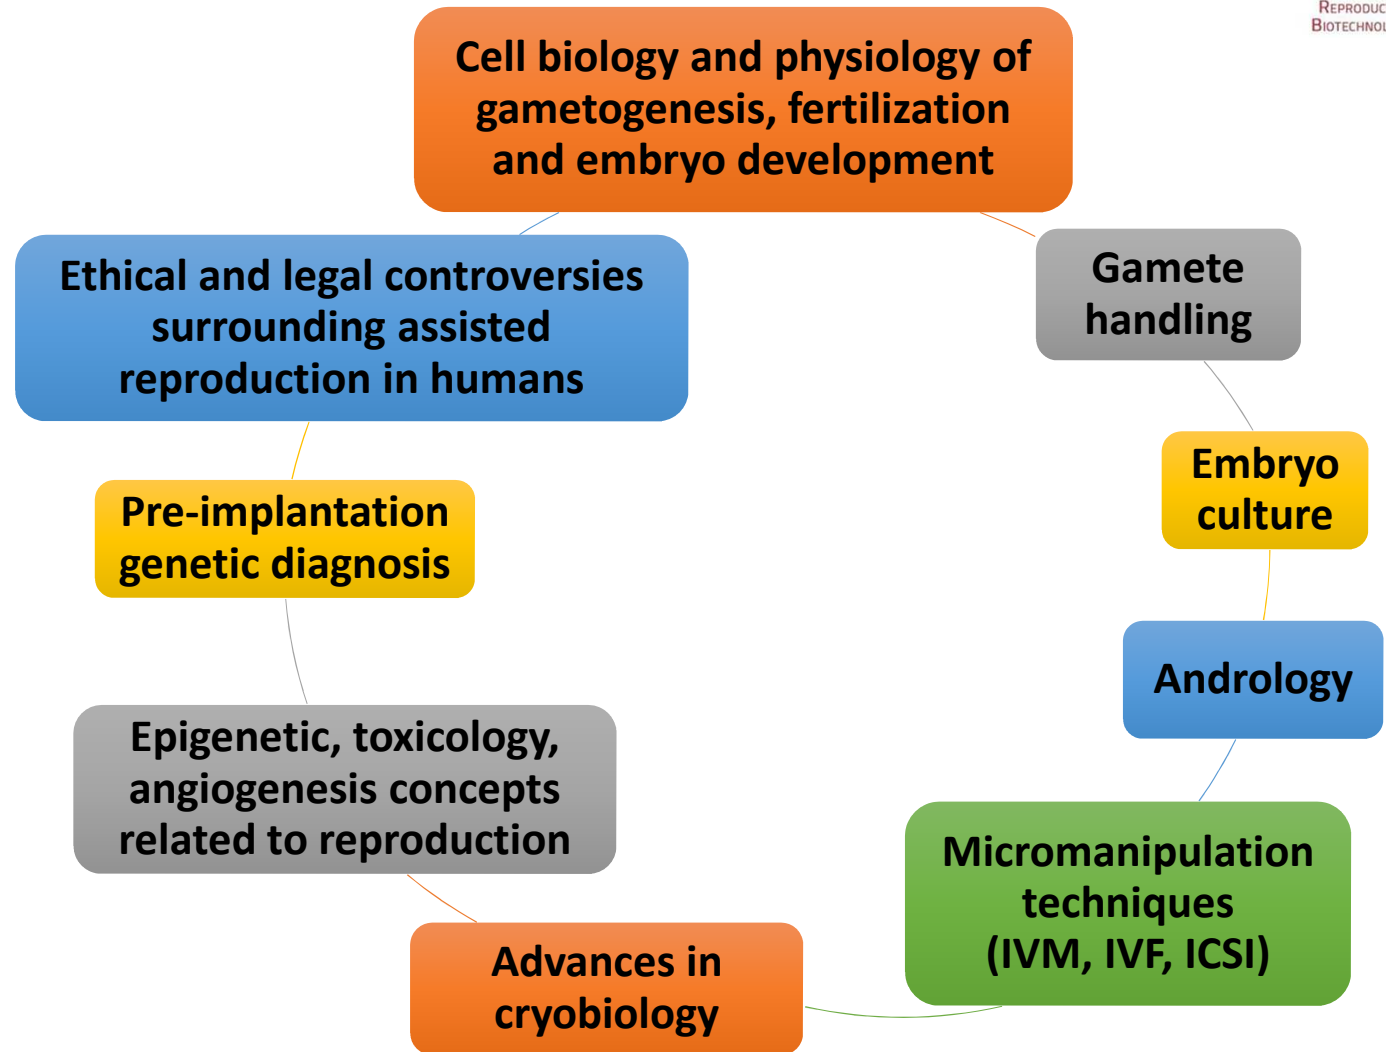 REPRODUC
BIOTECHNOL
Cell biology and physiology of
gametogenesis, fertilization
and embryo development
Gamete
handling
Embryo
culture
Andrology
Micromanipulation
techniques
(IVM, IVF, ICSI)
Advances in
cryobiology
Epigenetic, toxicology,
angiogenesis concepts
related to reproduction
Pre-implantation
genetic diagnosis
Ethical and legal controversies
surrounding assisted
reproduction in humans